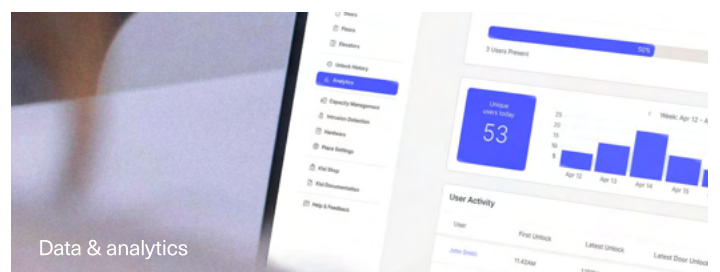 Doors
Floors
Elevators
Unlock History
Analytics
Capacity Management
Intrusion Detection
Hardware
Place Settings
Kisi Shop
Kisi Documentation
Help & Feedback
50%
3 Users Present
Unique
users today
53
Week: Apr 12 - A
25
20
15
10
5
Apr 12
Apr 13
Apr 14
Apr 15
User Activity
User
First Unlock
Latest Unlock
Latest Door Unlock
John Smith
11:42AM
Data & analytics